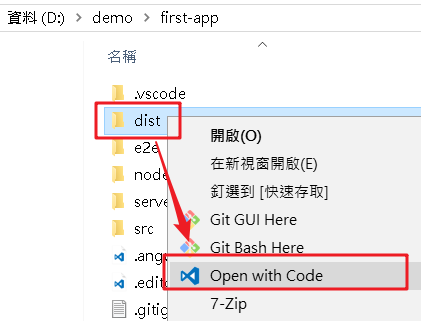 資料 (D:) › demo › first-app
名稱
.vscode
dist
e2e
開啟(O)
在新視窗開啟(E)
node
釘選到 [快速存取]
serve
Git GUI Here
src
Git Bash Here
.ang
Open with Code
.edito
7-Zip
.gitig